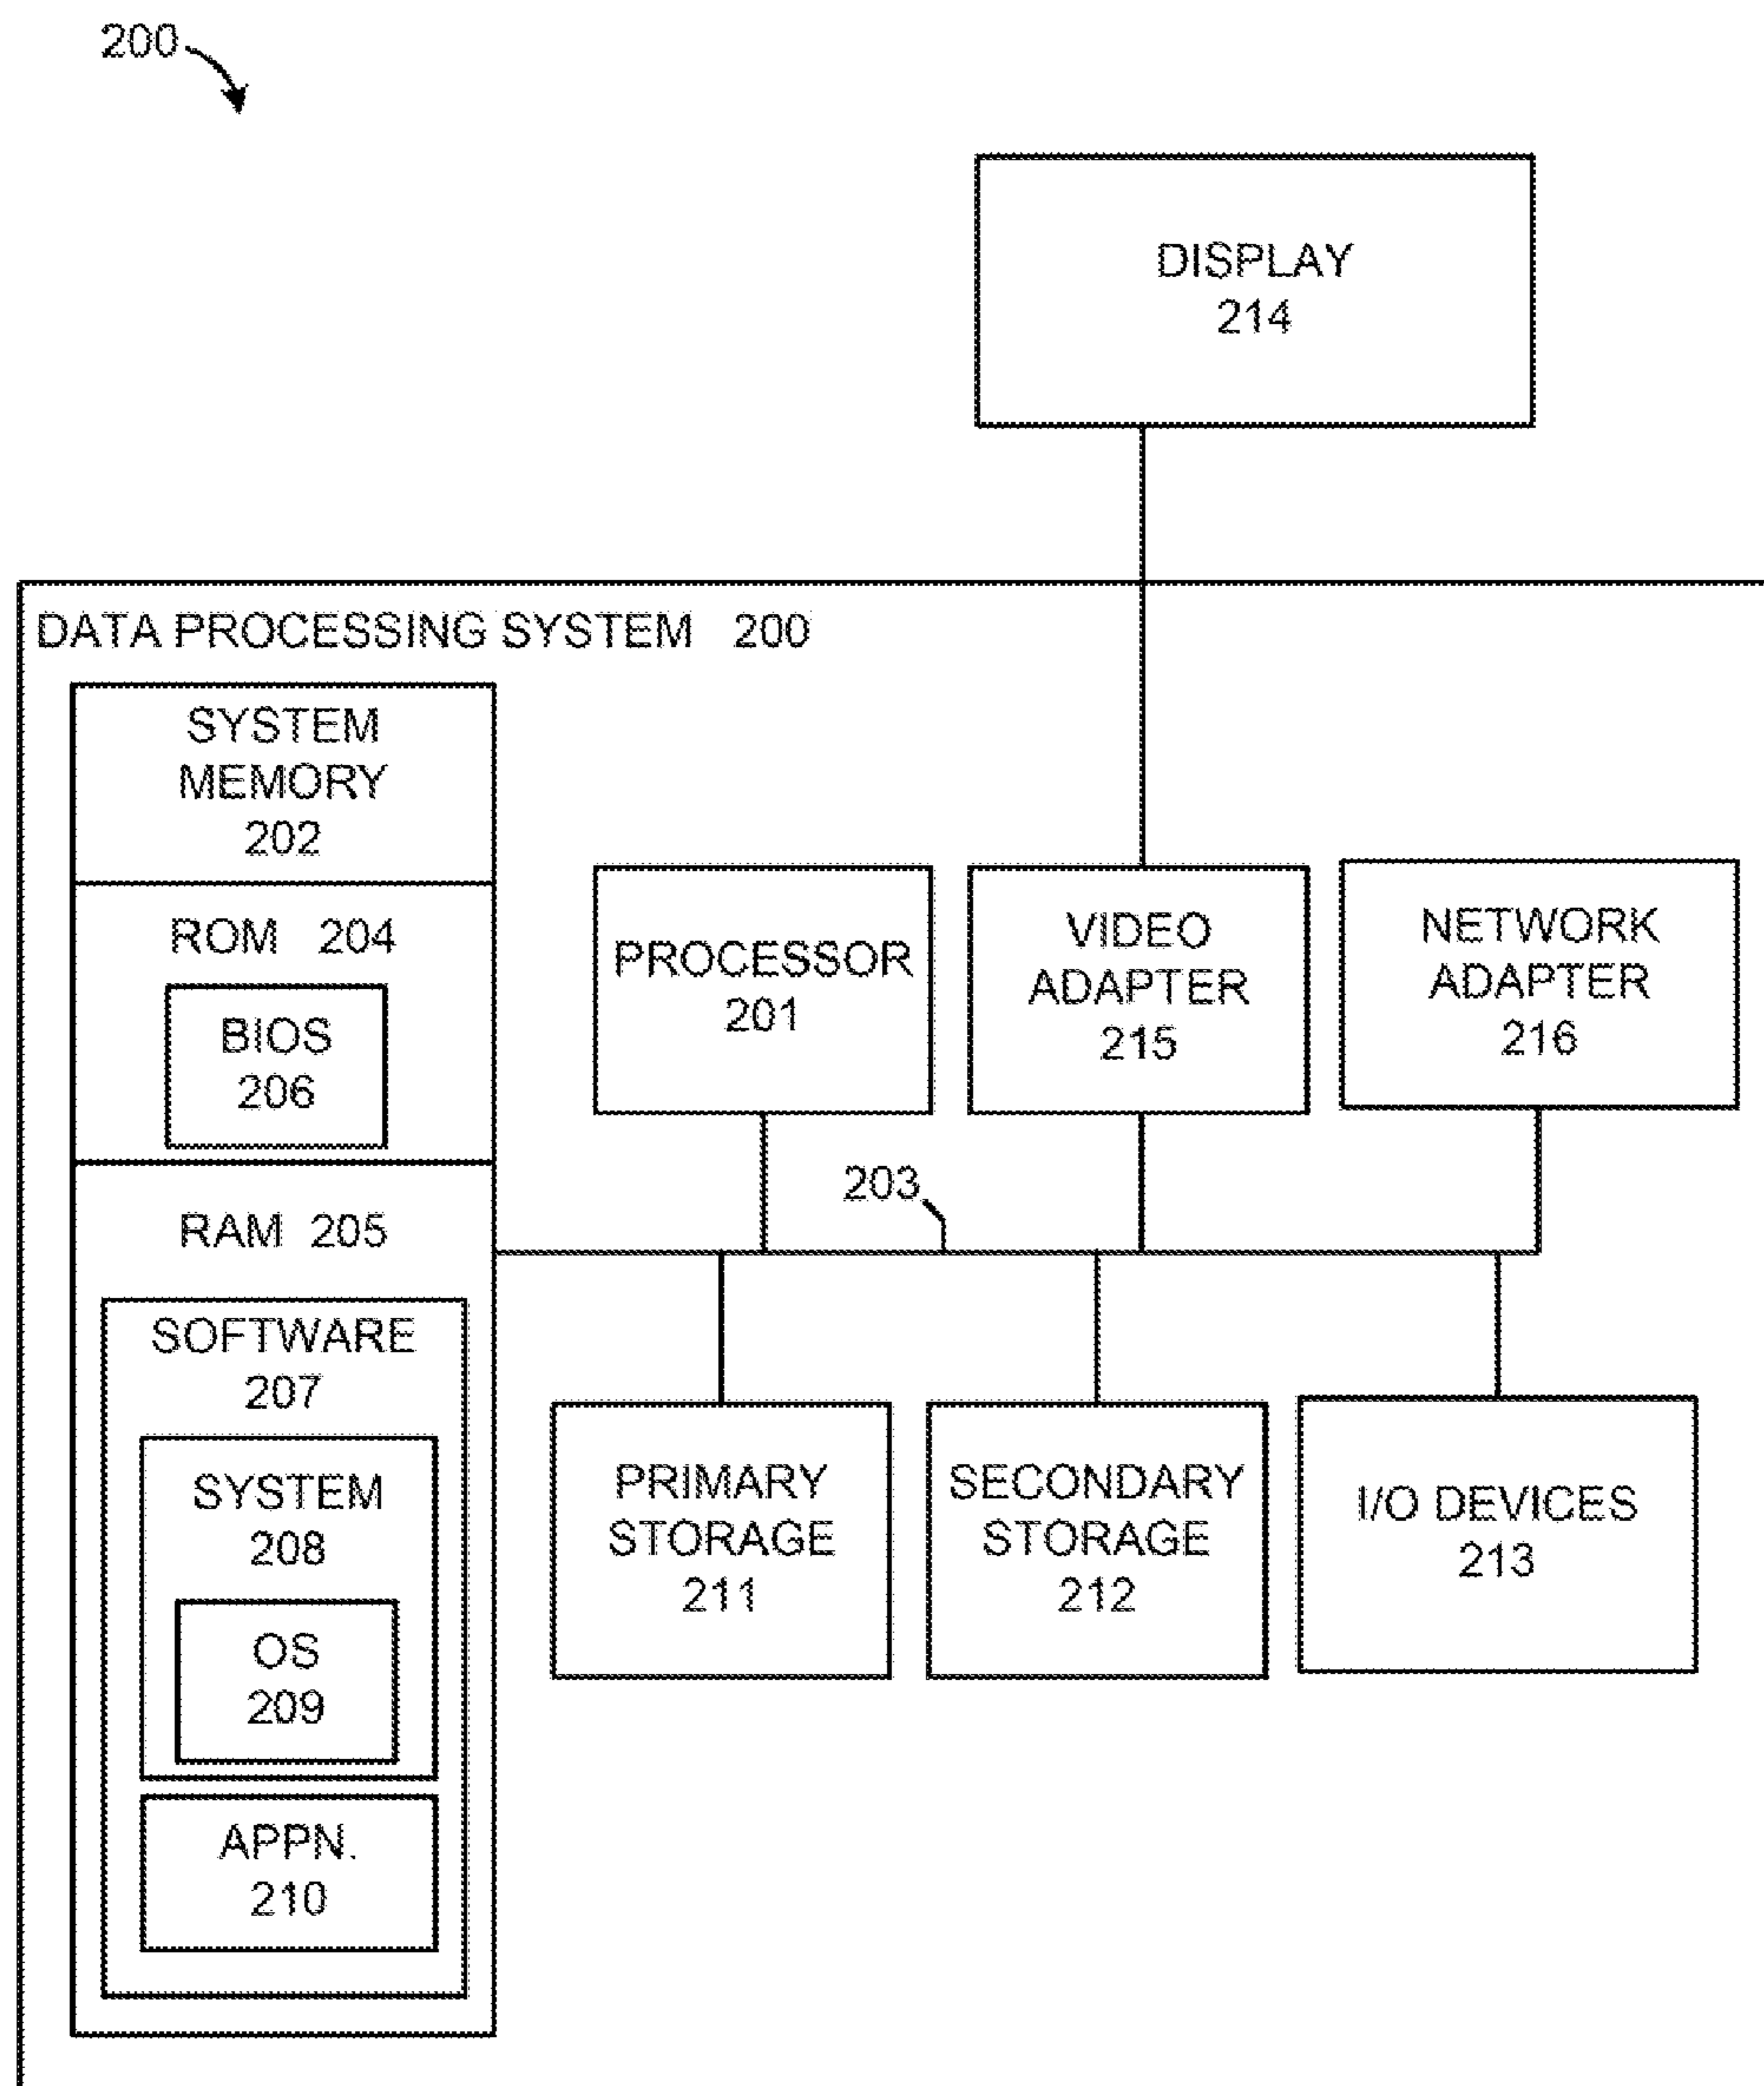 200
DISPLAY
214
DATA PROCESSING SYSTEM 200
SYSTEM
MEMORY
202
ROM 204
BIOS
206
RAM 205
SOFTWARE
207
SYSTEM
208
OS
209
APPN.
210
PROCESSOR
201
VIDEO
ADAPTER
215
NETWORK
ADAPTER
216
203
PRIMARY
STORAGE
211
SECONDARY
STORAGE
212
I/O DEVICES
213